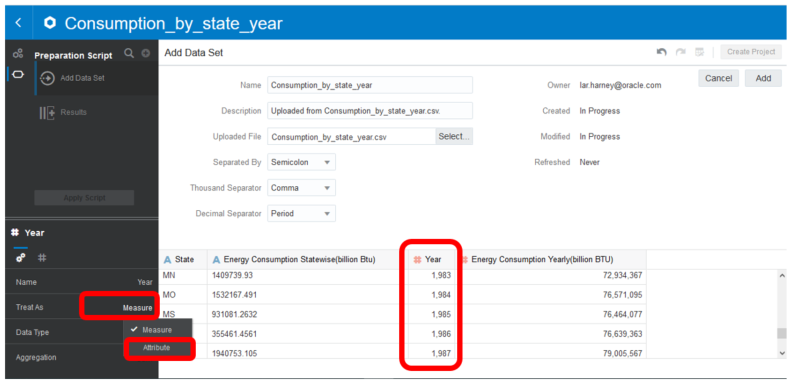 Consumption_by_state_year
Preparation Script
Add Data Set
Results
Apply Script
Year
Name Year
Treat As Measure
Data Type
Measure
Attribute
Aggregation
Add Data Set
Create Project
Cancel Add
Name Consumption_by_state_year
Owner lar.harney@oracle.com
Description Uploaded from Consumption_by_state_year.csv.
Created In Progress
Uploaded File Consumption_by_state_year.csv Select...
Modified In Progress
Separated By Semicolon
Refreshed Never
Thousand Separator Comma
Decimal Separator Period
A State A Energy Consumption Statewise(billion Btu) # Year # Energy Consumption Yearly(billion BTU)
MN 1409739.93 1,983 72,934,367
MO 1532167.491 1,984 76,571,095
MS 931081.2632 1,985 76,464,077
355461.4561 1,986 76,639,363
1940753.105 1,987 79,005,567